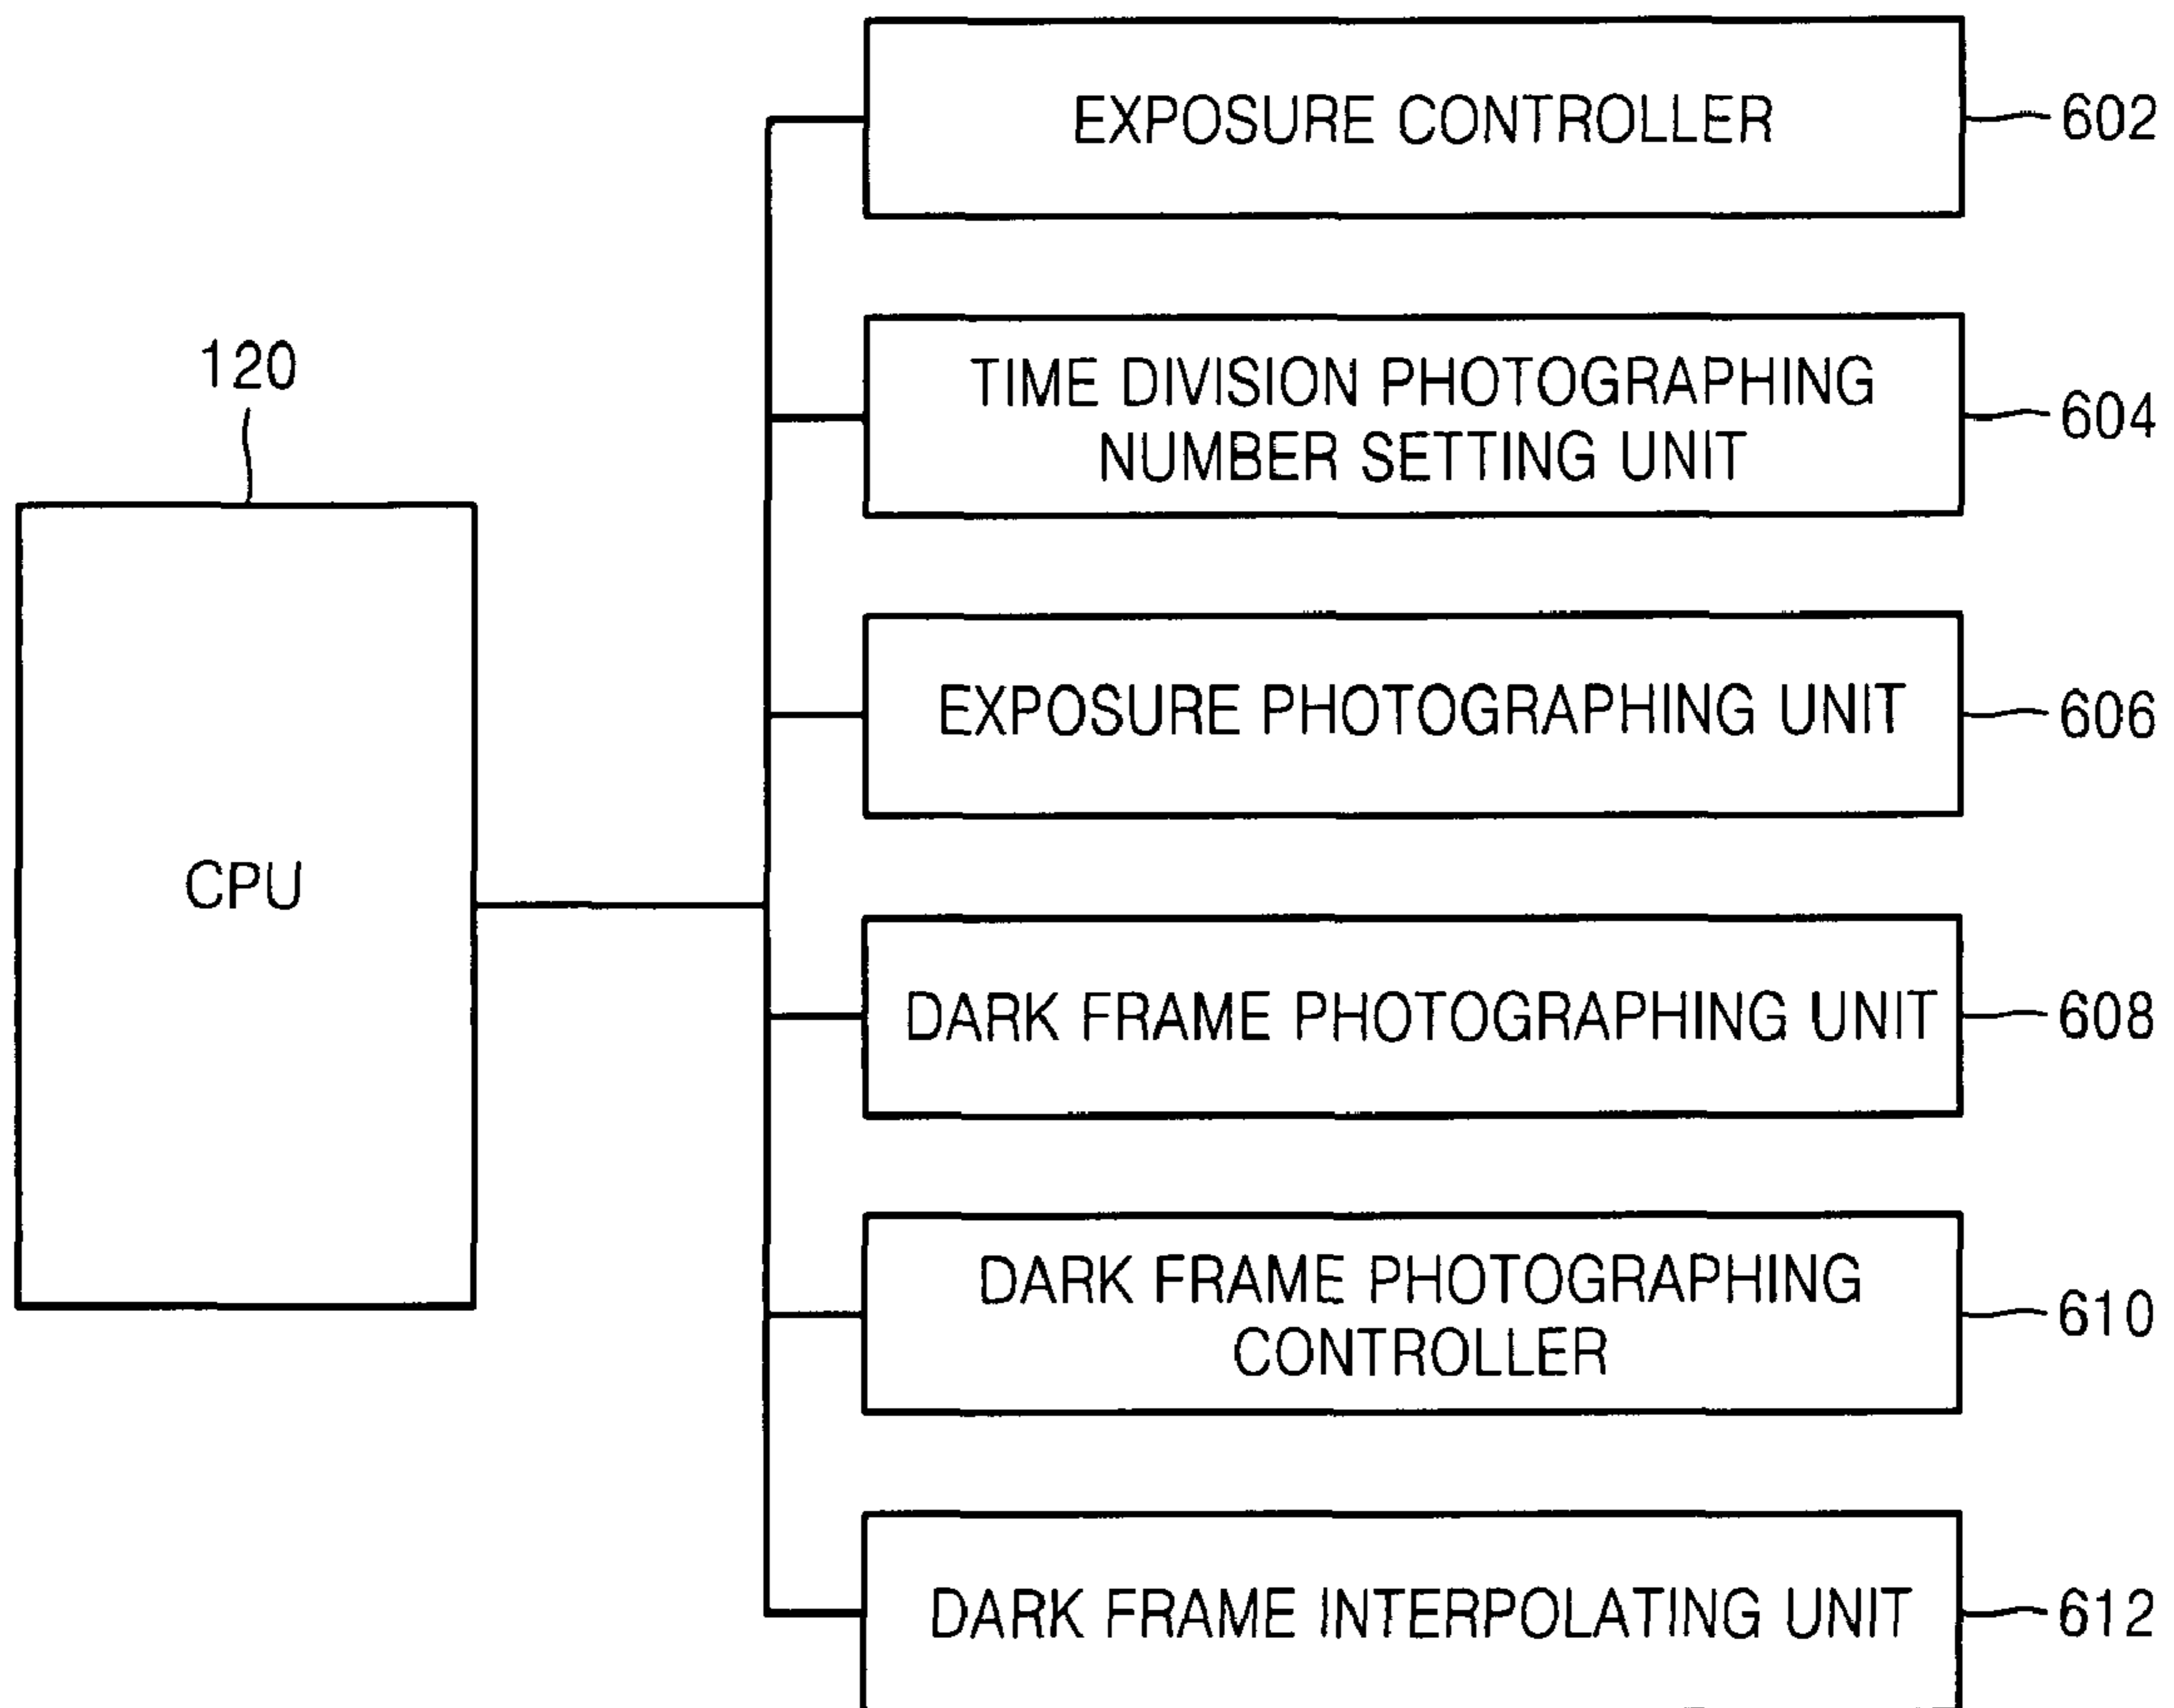 EXPOSURE CONTROLLER
602
TIME DIVISION PHOTOGRAPHING
NUMBER SETTING UNIT
604
120
CPU
EXPOSURE PHOTOGRAPHING UNIT
606
DARK FRAME PHOTOGRAPHING UNIT
608
DARK FRAME PHOTOGRAPHING
CONTROLLER
610
DARK FRAME INTERPOLATING UNIT
612